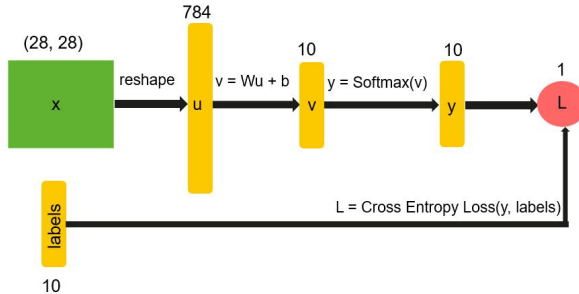 784
(28, 28)
10
10
1
reshape
v = Wu + b
y = Softmax(v)
x
u
v
y
L
labels
L = Cross Entropy Loss(y, labels)
10